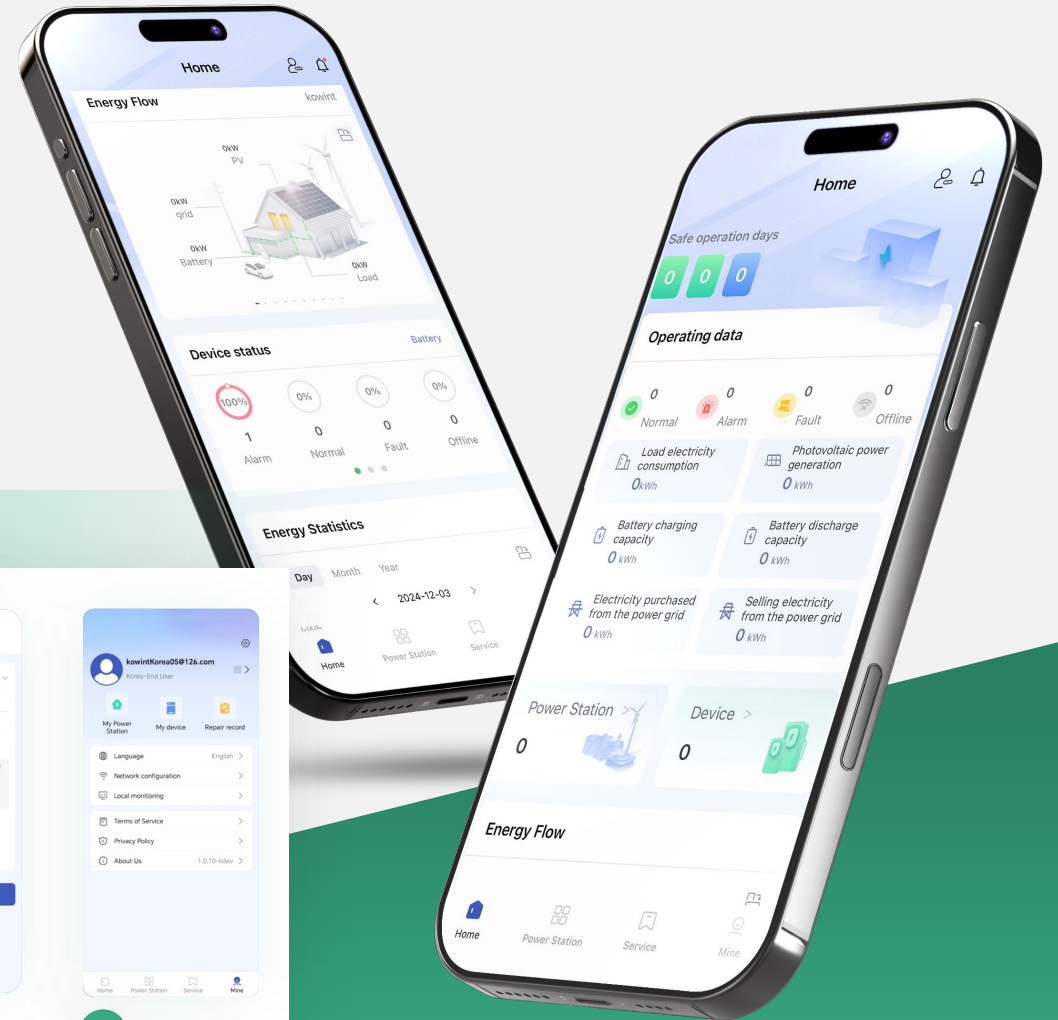 Home
Energy Flow
kowint
0kW
PV
0kW
grid
0kW
Battery
0kW
Load
Device status
Battery
100%
0%
0%
0%
1
0
0
0
Alarm
Normal
Fault
Offline
Energy Statistics
Day
Month
Year
< 2024-12-03 >
Home
Power Station
Service
Home
Safe operation days
0 0 0
Operating data
0
Normal
0
Alarm
0
Fault
0
Offline
Load electricity
consumption
0kWh
Photovoltaic power
generation
0 kWh
Battery charging
capacity
0 kWh
Battery discharge
capacity
0 kWh
Electricity purchased
from the power grid
0 kWh
Selling electricity
from the power grid
0 kWh
Power Station >
0
Device >
0
Energy Flow
Home
Power Station
Service
Mine
kowintKorea05@126.com
Korea-End User
My Power
Station
My device
Repair record
Language
English >
Network configuration >
Local monitoring >
Terms of Service >
Privacy Policy >
About Us
1.0.10-kdev >
Home
Power Station
Service
Mine